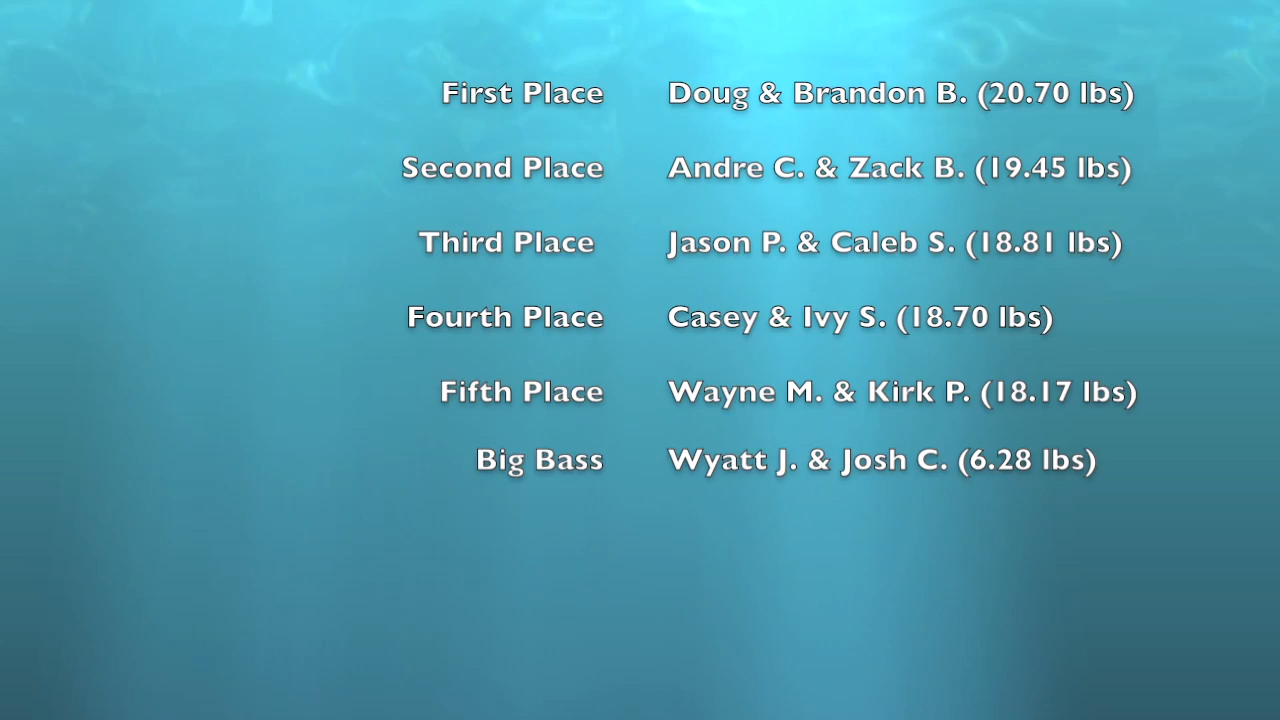 First Place Doug & Brandon B. (20.70 lbs)
Second Place Andre C. & Zack B. (19.45 lbs)
Third Place Jason P. & Caleb S. (18.81 lbs)
Fourth Place Casey & Ivy S. (18.70 lbs)
Fifth Place Wayne M. & Kirk P. (18.17 lbs)
Big Bass Wyatt J. & Josh C. (6.28 lbs)